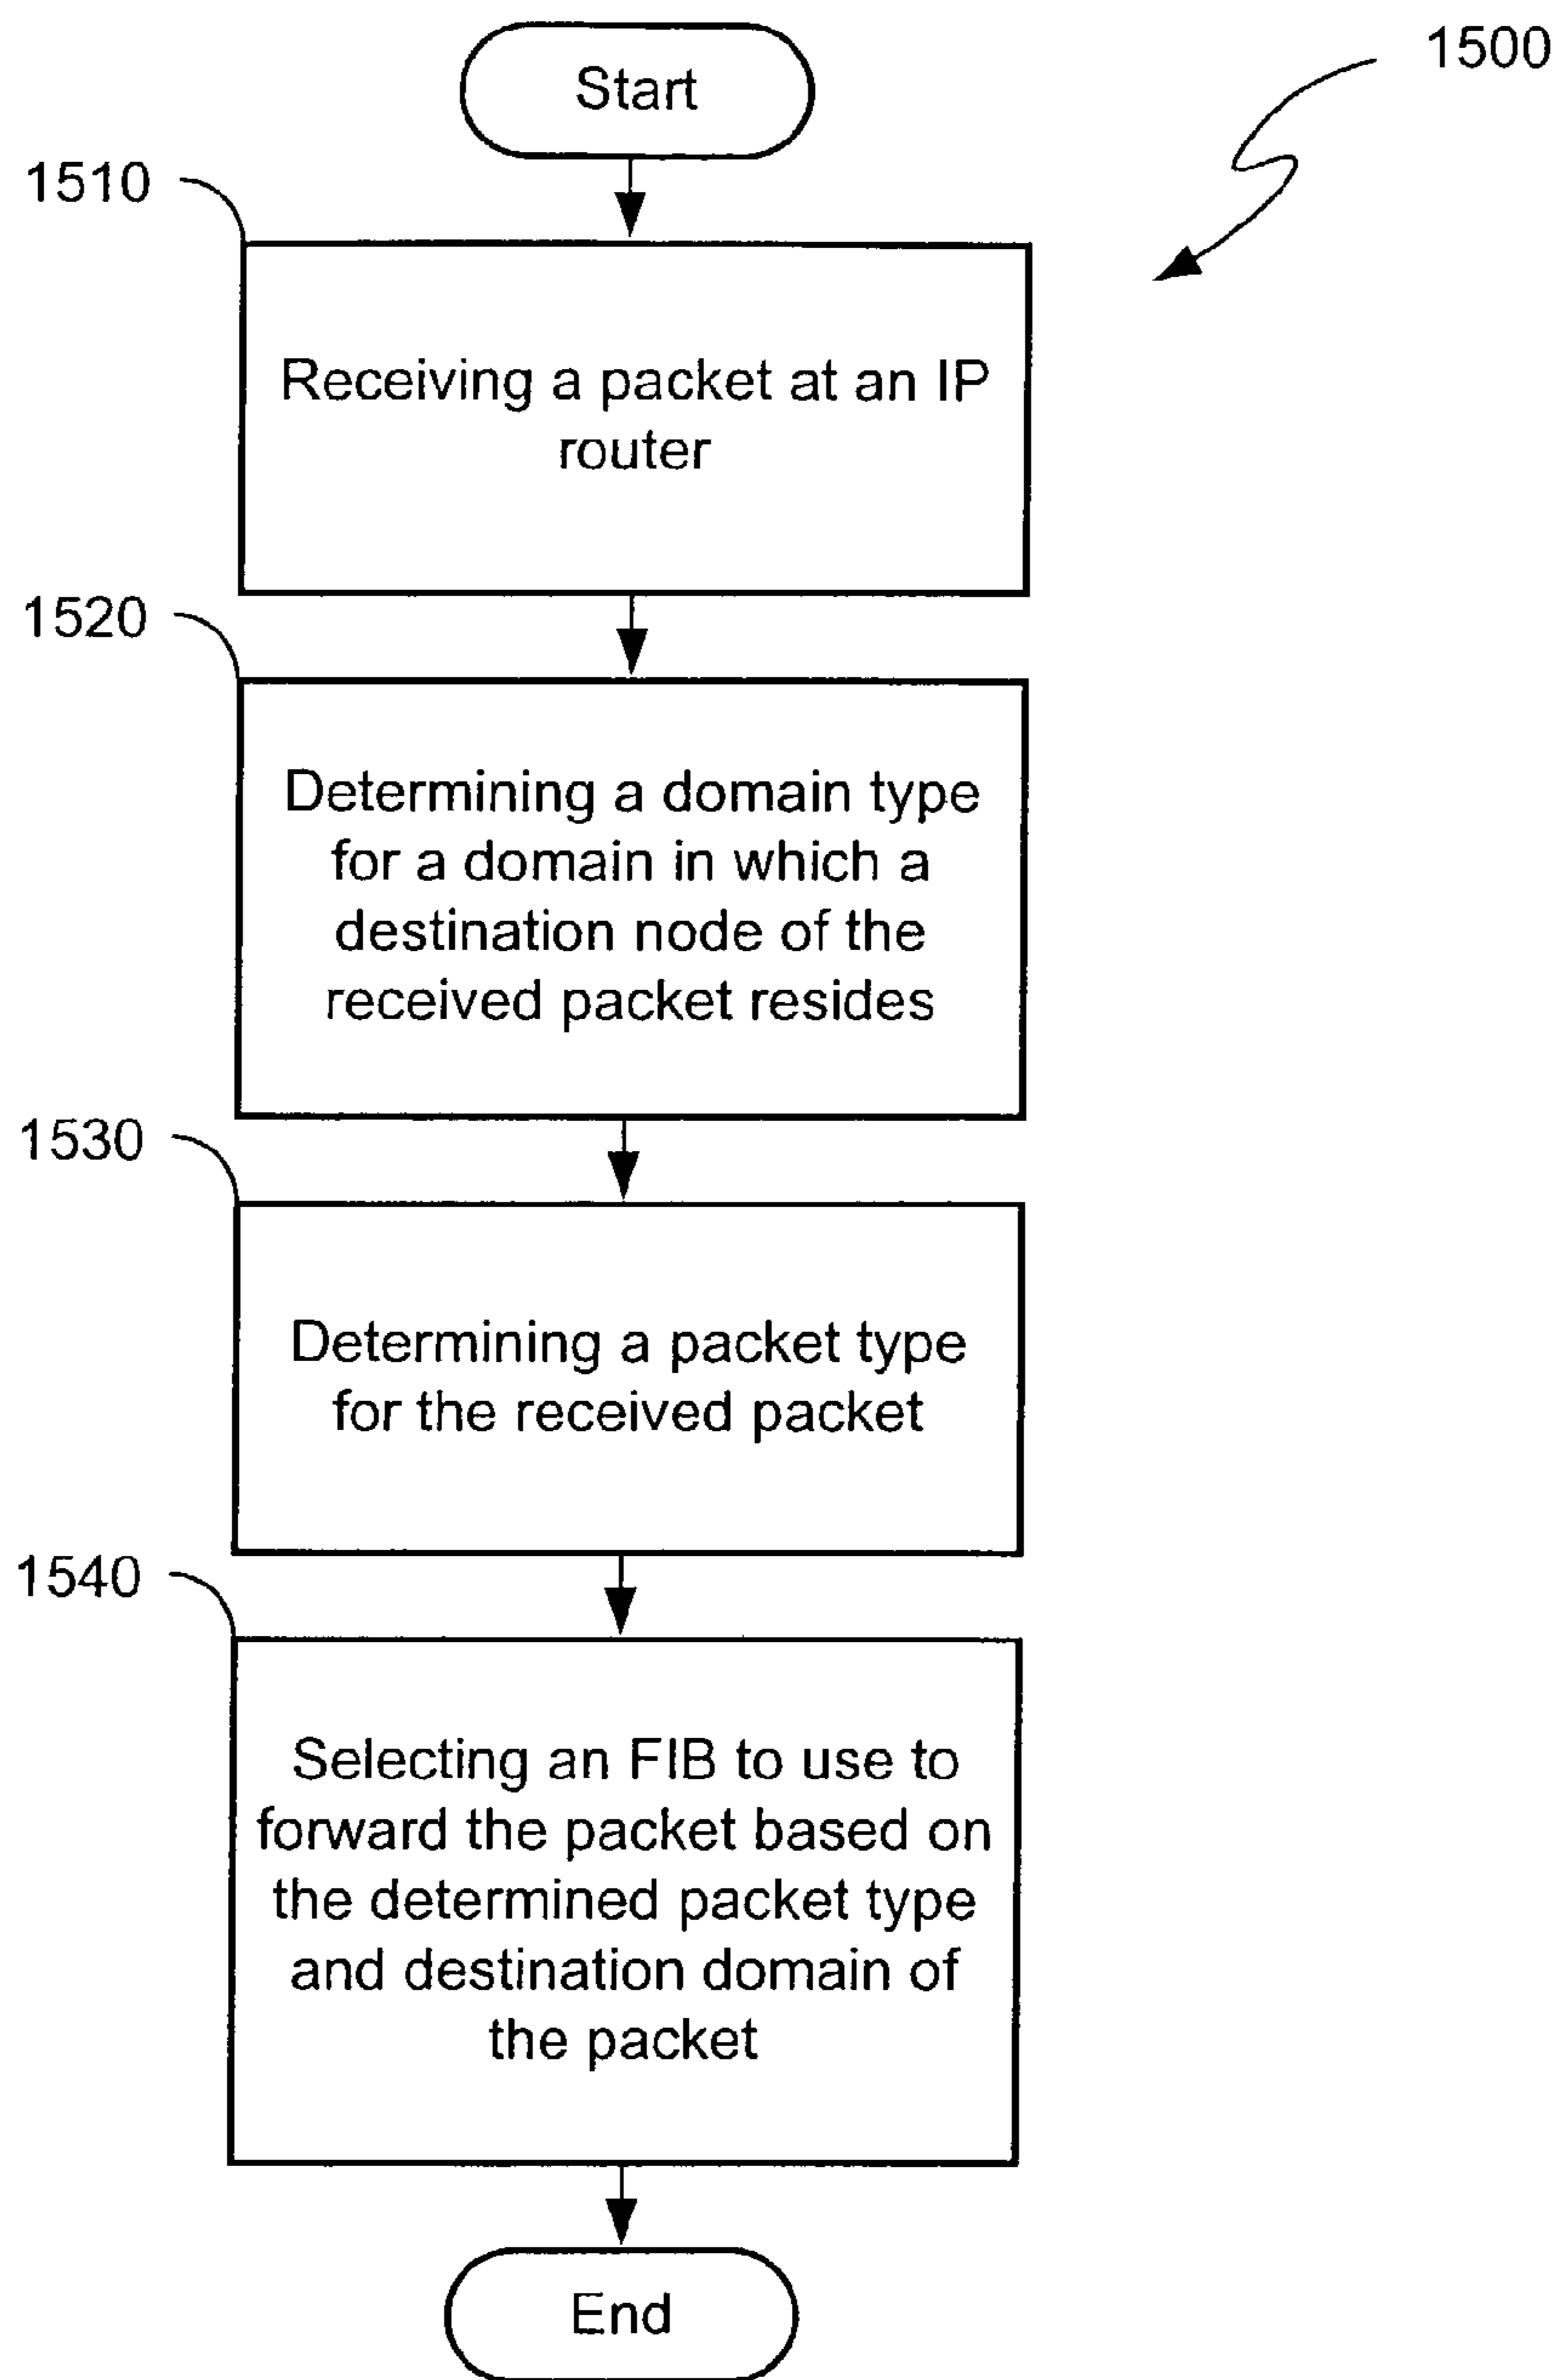 Start
1500
1510
Receiving a packet at an IP
router
1520
Determining a domain type
for a domain in which a
destination node of the
received packet resides
1530
Determining a packet type
for the received packet
1540
Selecting an FIB to use to
forward the packet based on
the determined packet type
and destination domain of
the packet
End